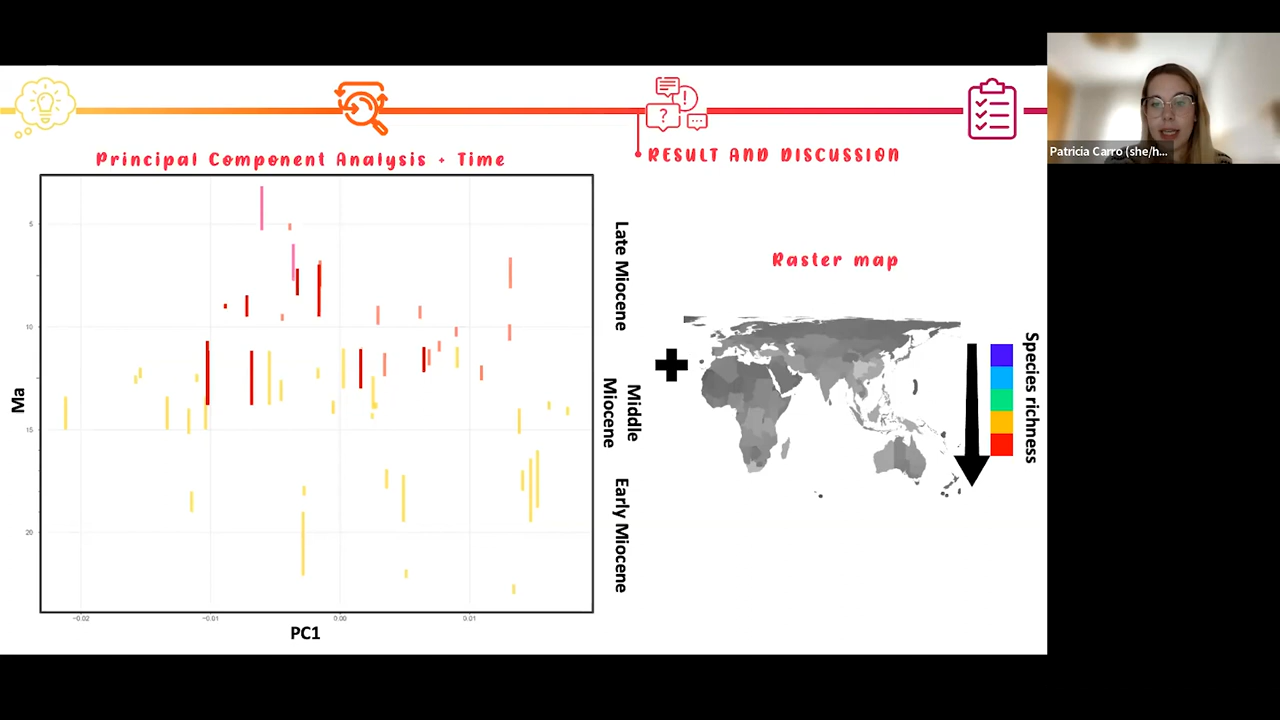 Principal Component Analysis + Time
RESULT AND DISCUSSION
Patricia Carro (she/h...
Raster map
Species richness
Late Miocene
Middle
Miocene
Early Miocene
Ma
5
10
15
20
-0.02
-0.01
0.00
0.01
PC1
?
!
...